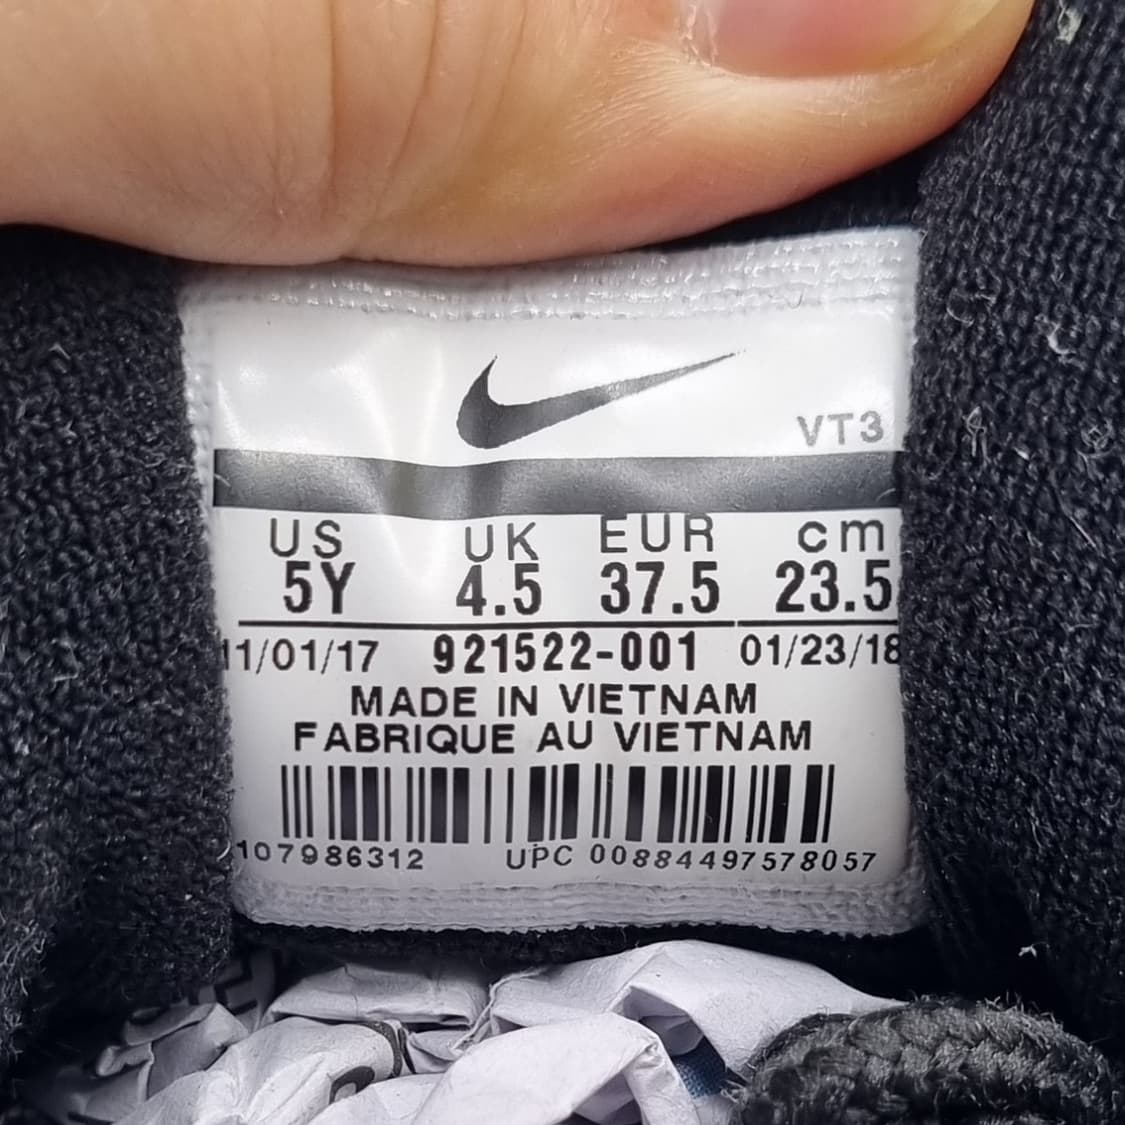 VT3
US UK EUR cm
5Y 4.5 37.5 23.5
11/01/17 921522-001 01/23/18
MADE IN VIETNAM
FABRIQUE AU VIETNAM
107986312 UPC 00884497578057